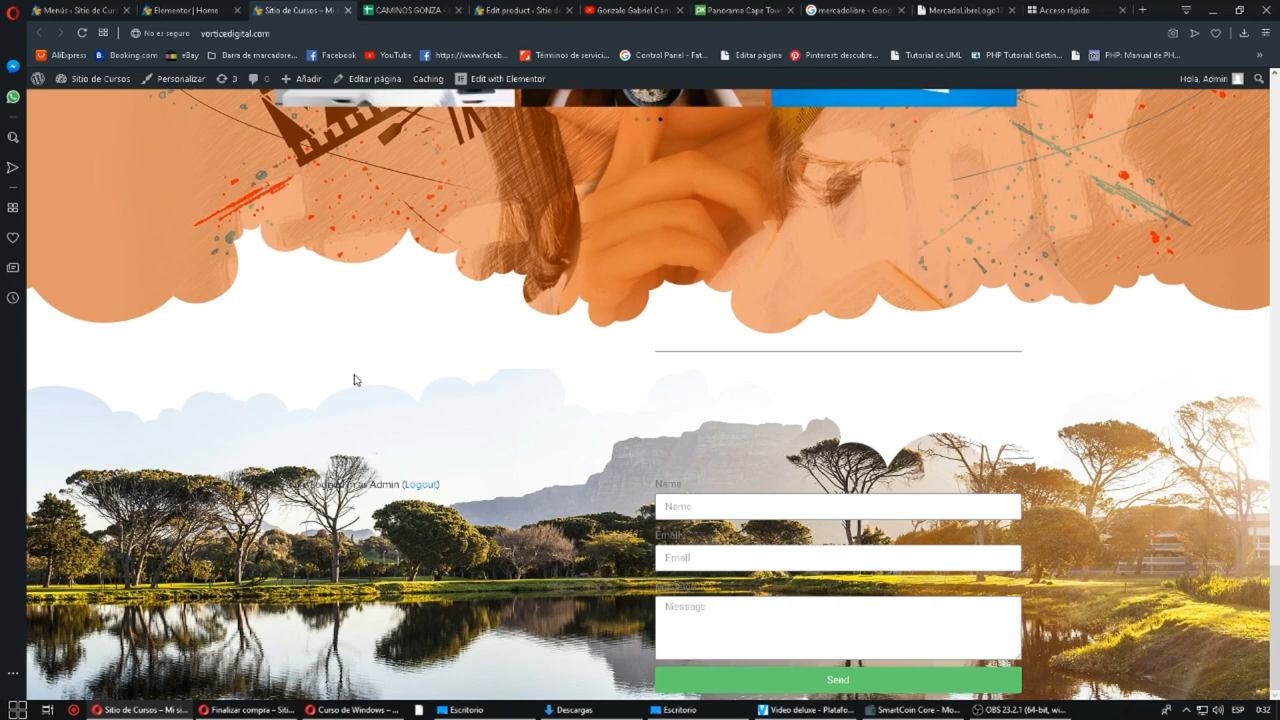 Menús ‹ Sitio de Cur
Elementor | Home
Sitio de Cursos – Mi
CAMINOS GONZA -
Edit product ‹ Sitio d
Gonzalo Gabriel Cam
Panorama Cape Tow
mercadolibre - Goog
MercadoLibreLogo1
Acceso rápido
No es seguro
vorticedigital.com
AliExpress
Booking.com
eBay
Barra de marcadore...
Facebook
YouTube
https://www.faceb...
Términos de servici...
Control Panel - Fat...
Editar página
Pinterest: descubre...
Tutorial de UML
PHP Tutorial: Gettin...
PHP: Manual de PH...
Sitio de Cursos
Personalizar
3
0
Añadir
Editar página
Caching
Edit with Elementor
Hola, Admin
as Admin (Logout)
Name
Name
Email
Email
Message
Send
Sitio de Cursos – Mi si...
Finalizar compra – Siti...
Curso de Windows – ...
Escritorio
Descargas
Escritorio
Video deluxe - Platafo...
SmartCoin Core - Mo...
OBS 23.2.1 (64-bit, wi...
ESP
0:32